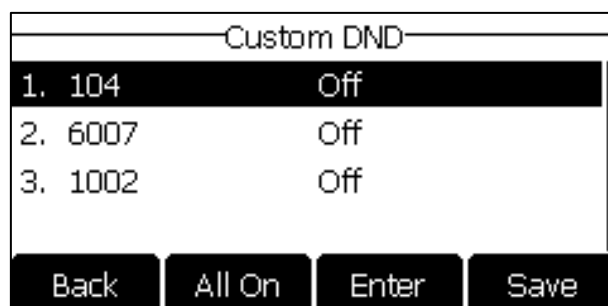 Custom DND
1. 104 Off
2. 6007 Off
3. 1002 Off
Back All On Enter Save